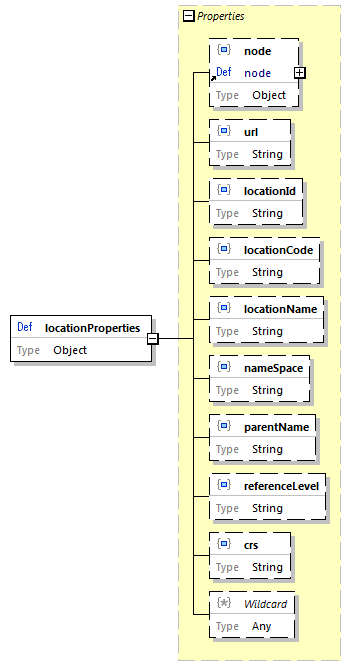 Properties
node
Def node
Type Object
url
Type String
locationId
Type String
locationCode
Type String
locationName
Type String
Def locationProperties
Type Object
nameSpace
Type String
parentName
Type String
referenceLevel
Type String
crs
Type String
Wildcard
Type Any